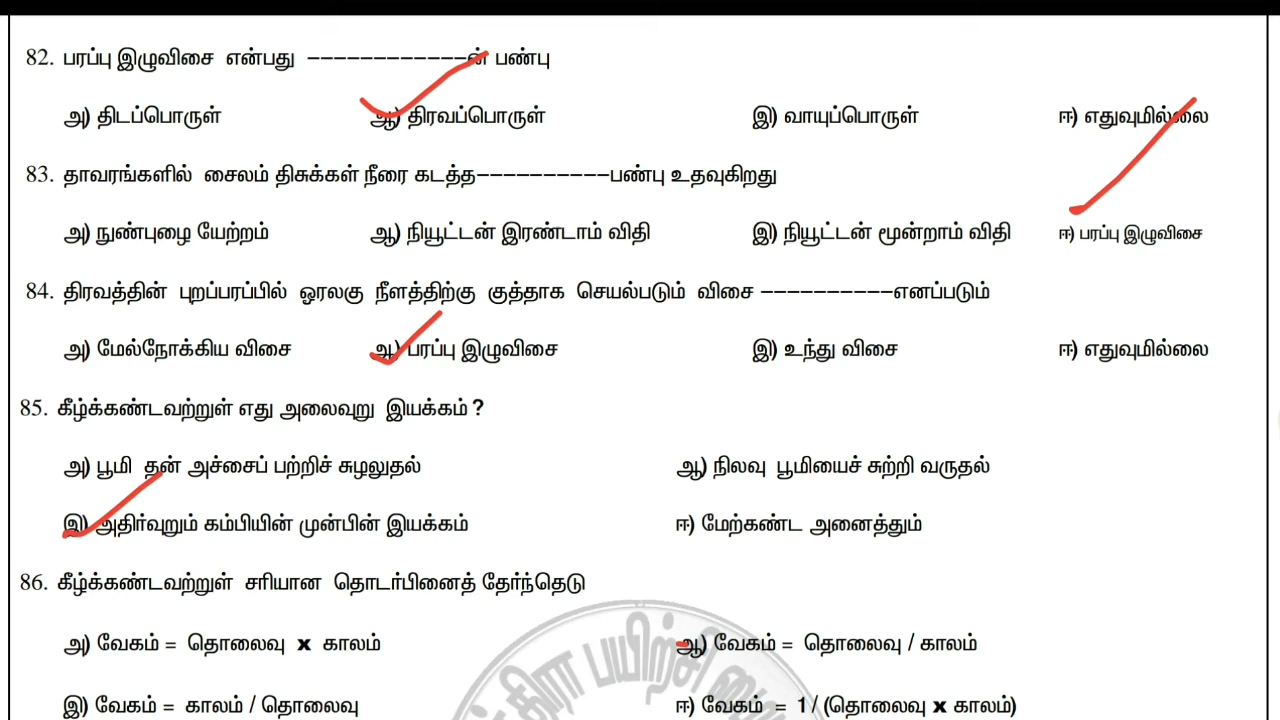 82. பரப்பு இழுவிசை என்பது –––––––––––––ன் பண்பு
அ) திடப்பொருள் ஆ) திரவப்பொருள் இ) வாயுப்பொருள் ஈ) எதுவுமில்லை
83. தாவரங்களில் சைலம் திசுக்கள் நீரை கடத்த––––––––––பண்பு உதவுகிறது
அ) நுண்புழை யேற்றம் ஆ) நியூட்டன் இரண்டாம் விதி இ) நியூட்டன் மூன்றாம் விதி ஈ) பரப்பு இழுவிசை
84. திரவத்தின் புறப்பரப்பில் ஓரலகு நீளத்திற்கு குத்தாக செயல்படும் விசை ––––––––––எனப்படும்
அ) மேல்நோக்கிய விசை ஆ) பரப்பு இழுவிசை இ) உந்து விசை ஈ) எதுவுமில்லை
85. கீழ்க்கண்டவற்றுள் எது அலைவுறு இயக்கம் ?
அ) பூமி தன் அச்சைப் பற்றிச் சுழலுதல் ஆ) நிலவு பூமியைச் சுற்றி வருதல்
இ) அதிர்வுறும் கம்பியின் முன்பின் இயக்கம் ஈ) மேற்கண்ட அனைத்தும்
86. கீழ்க்கண்டவற்றுள் சரியான தொடர்பினைத் தேர்ந்தெடு
அ) வேகம் = தொலைவு x காலம் ஆ) வேகம் = தொலைவு / காலம்
இ) வேகம் = காலம் / தொலைவு ஈ) வேகம் = 1 / (தொலைவு x காலம்)
பயிற்சி